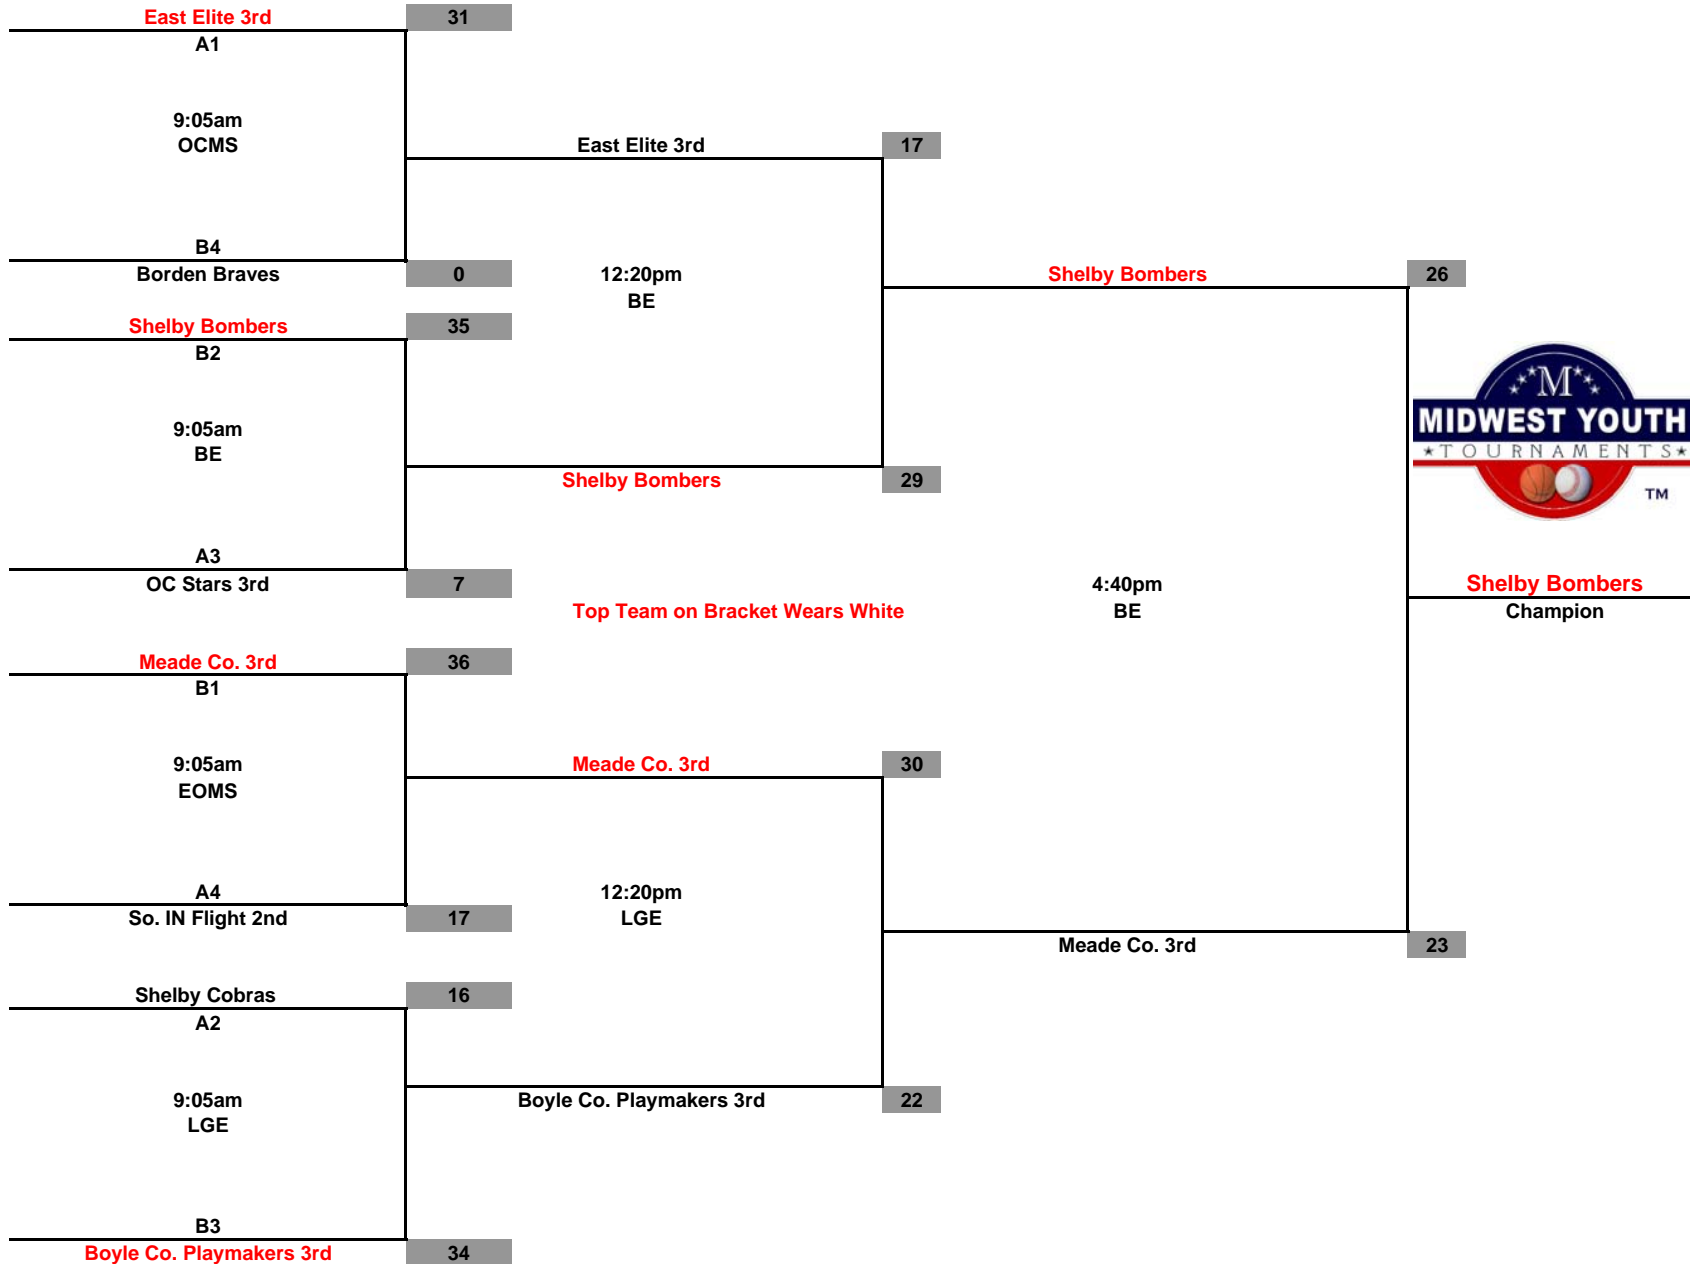 East Elite 3rd 31
A1
9:05am
OCMS
East Elite 3rd 17
B4
Borden Braves 0
12:20pm
BE
Shelby Bombers 26
Shelby Bombers 35
B2
9:05am
BE
M
MIDWEST YOUTH
TOURNAMENTS
TM
Shelby Bombers 29
A3
OC Stars 3rd 7
4:40pm
BE
Shelby Bombers
Champion
Top Team on Bracket Wears White
Meade Co. 3rd 36
B1
9:05am
EOMS
Meade Co. 3rd 30
A4
So. IN Flight 2nd 17
12:20pm
LGE
Meade Co. 3rd 23
Shelby Cobras 16
A2
9:05am
LGE
Boyle Co. Playmakers 3rd 22
B3
Boyle Co. Playmakers 3rd 34